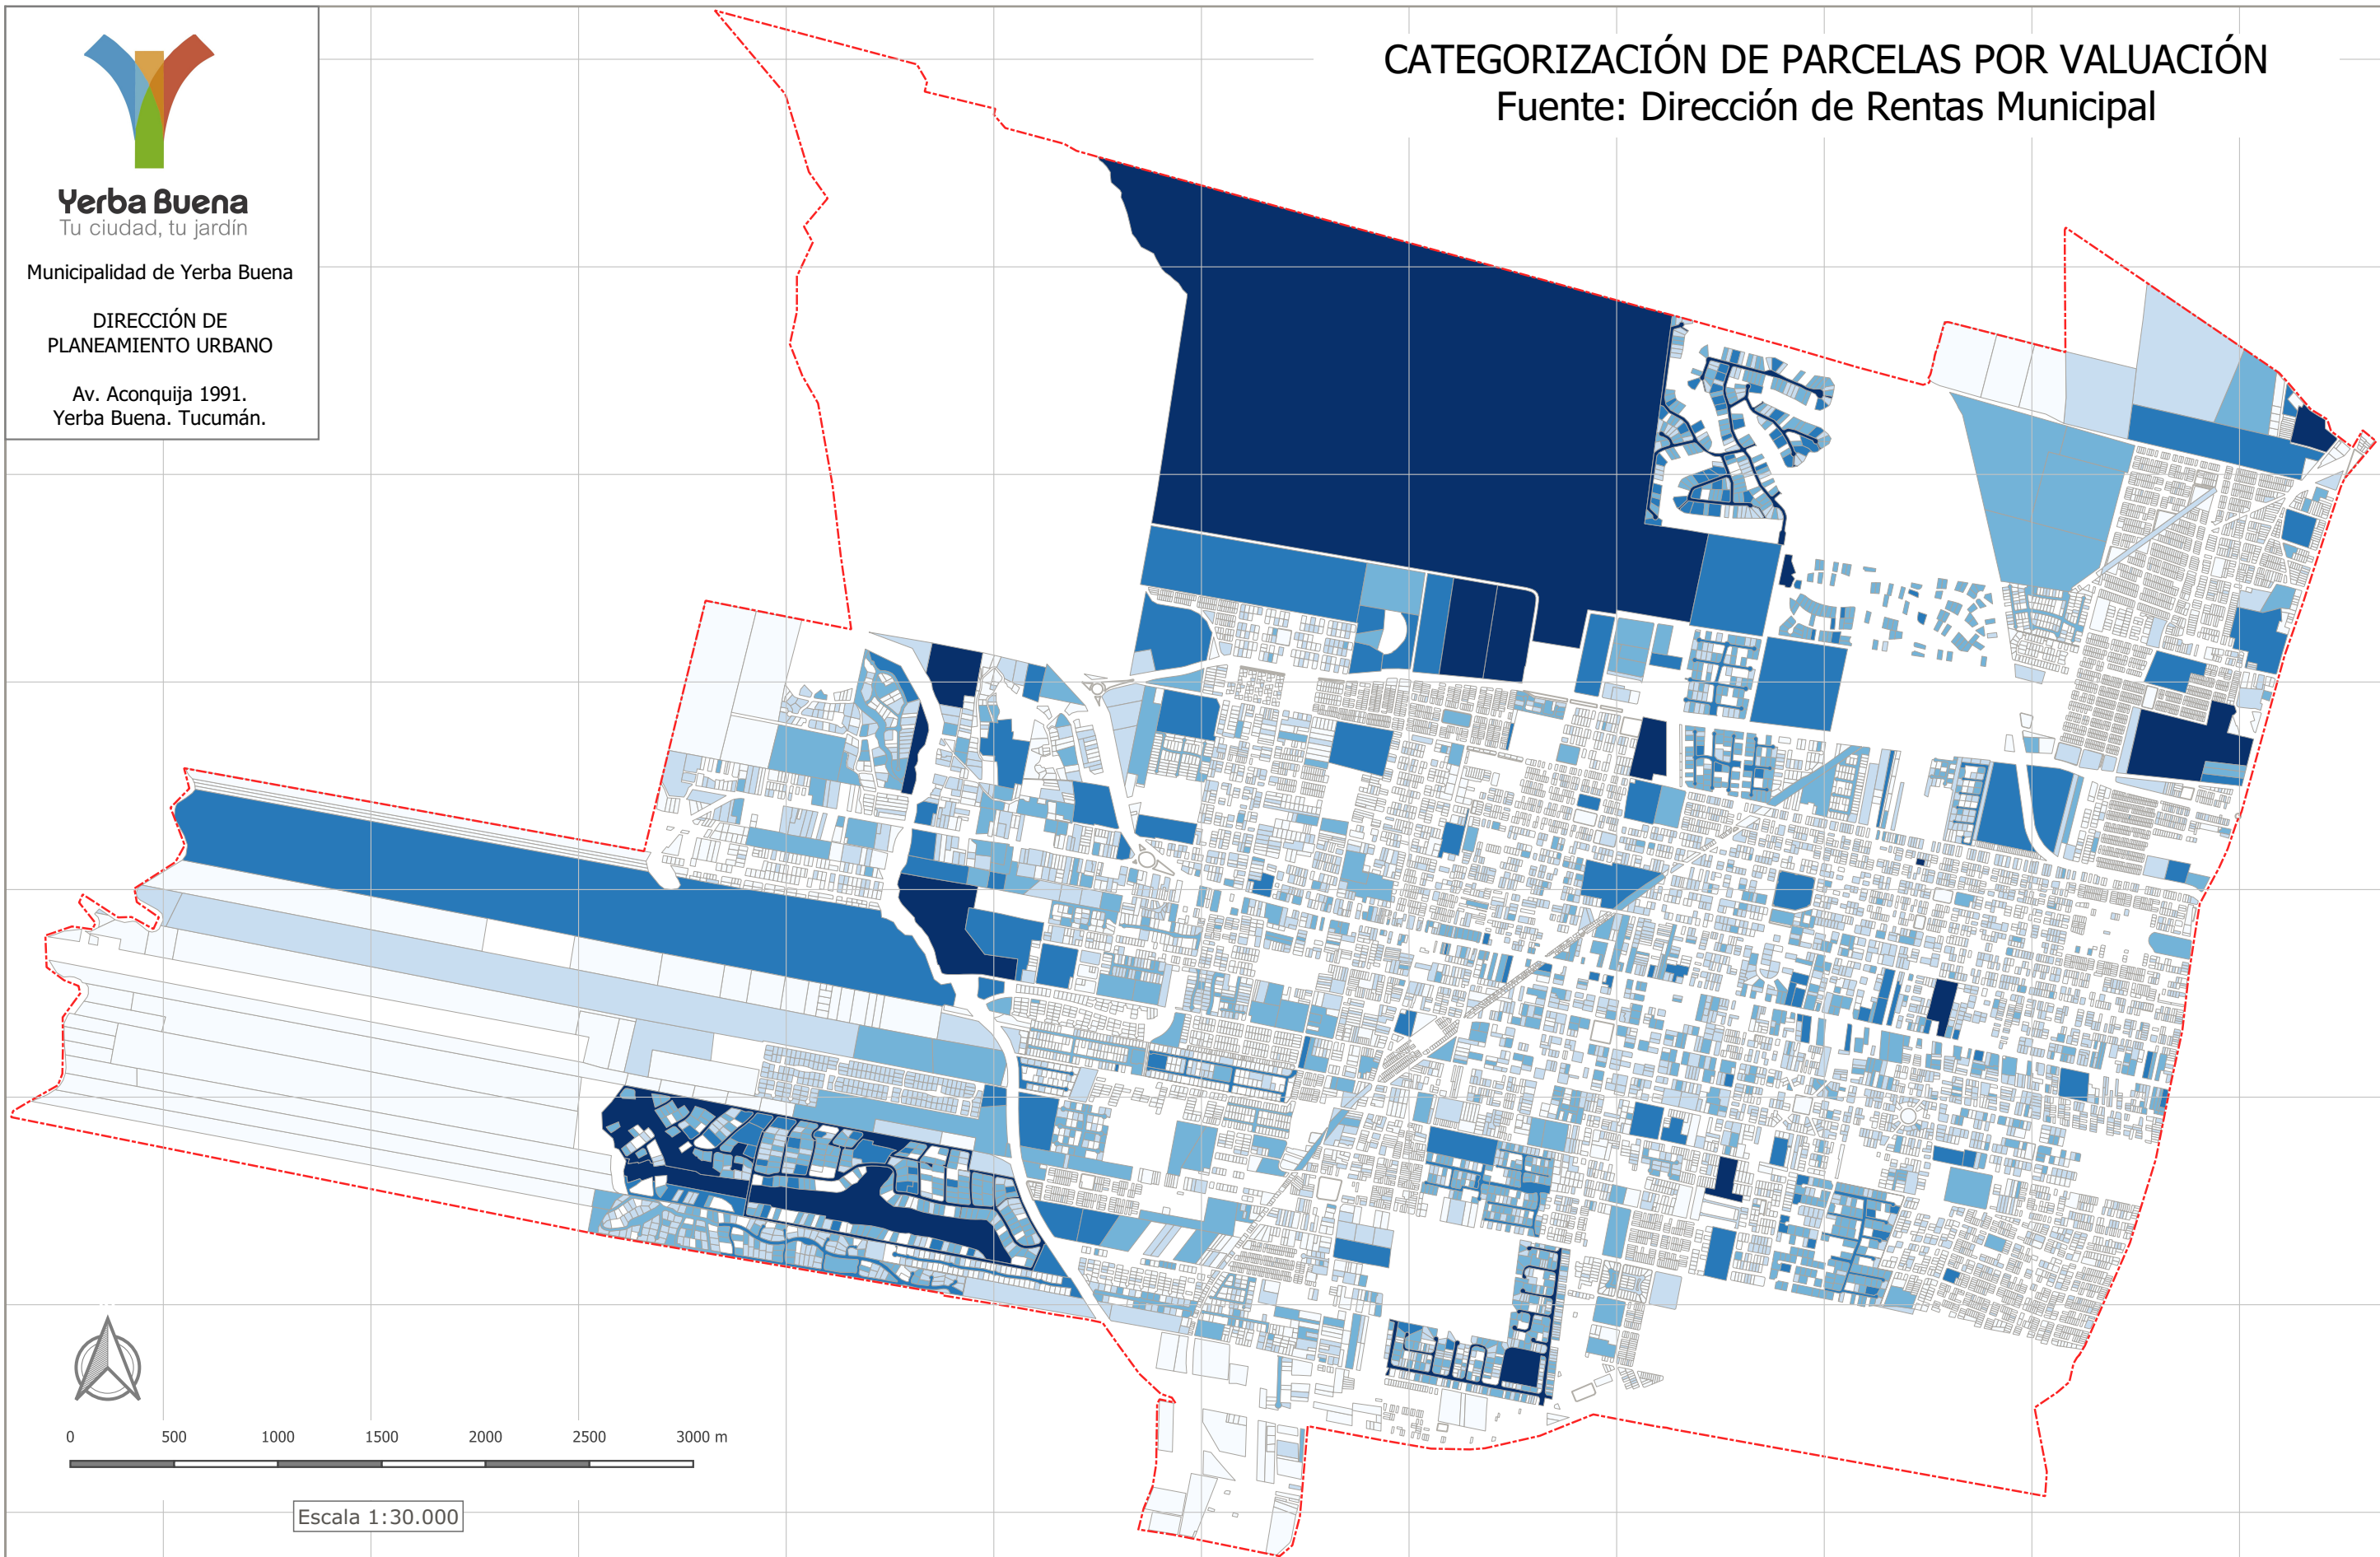 CATEGORIZACIÓN DE PARCELAS POR VALUACIÓN
Fuente: Dirección de Rentas Municipal
Yerba Buena
Tu ciudad, tu jardín
Municipalidad de Yerba Buena
DIRECCIÓN DE
PLANEAMIENTO URBANO
Av. Aconquija 1991.
Yerba Buena. Tucumán.
0 500 1000 1500 2000 2500 3000 m
Escala 1:30.000